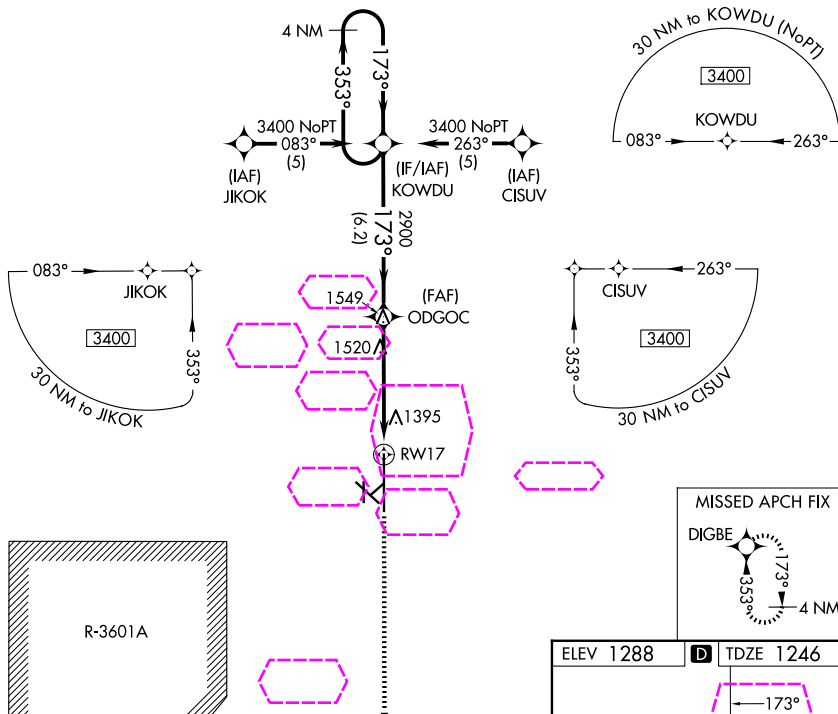 4 NM
353°
173°
3400 NoPT
083°
(5)
(IAF)
JIKOK
(IF/IAF)
KOWDU
3400 NoPT
263°
(5)
(IAF)
CISUV
30 NM to KOWDU (NoPT)
3400
KOWDU
083°
263°
2900
173°
(6.2)
083°
JIKOK
3400
353°
30 NM to JIKOK
1549
(FAF)
ODGOC
1520
1395
RW17
CISUV
263°
3400
353°
30 NM to CISUV
R-3601A
MISSED APCH FIX
DIGBE
353°
173°
4 NM
ELEV 1288
D
TDZE 1246
173°